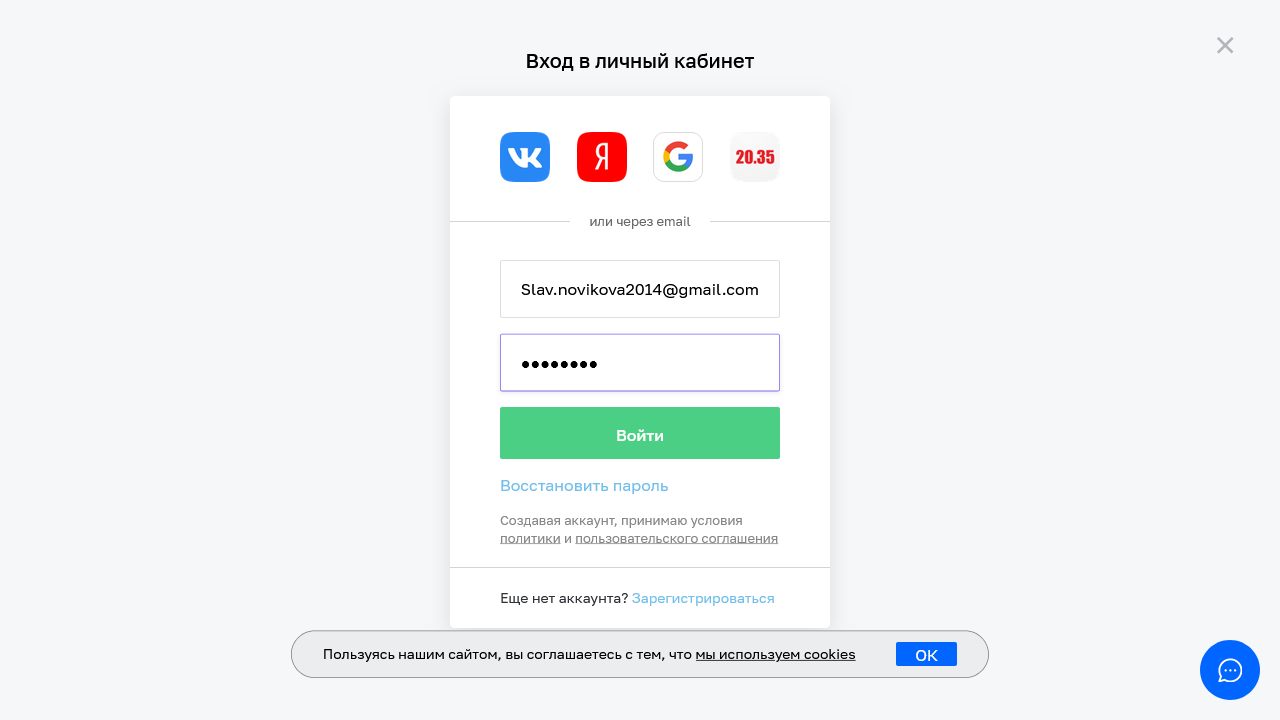 Вход в личный кабинет
20.35
или через email
Slav.novikova2014@gmail.com
••••••••
Войти
Восстановить пароль
Создавая аккаунт, принимаю условия
политики и пользовательского соглашения
Еще нет аккаунта? Зарегистрироваться
Пользуясь нашим сайтом, вы соглашаетесь с тем, что мы используем cookies
OK